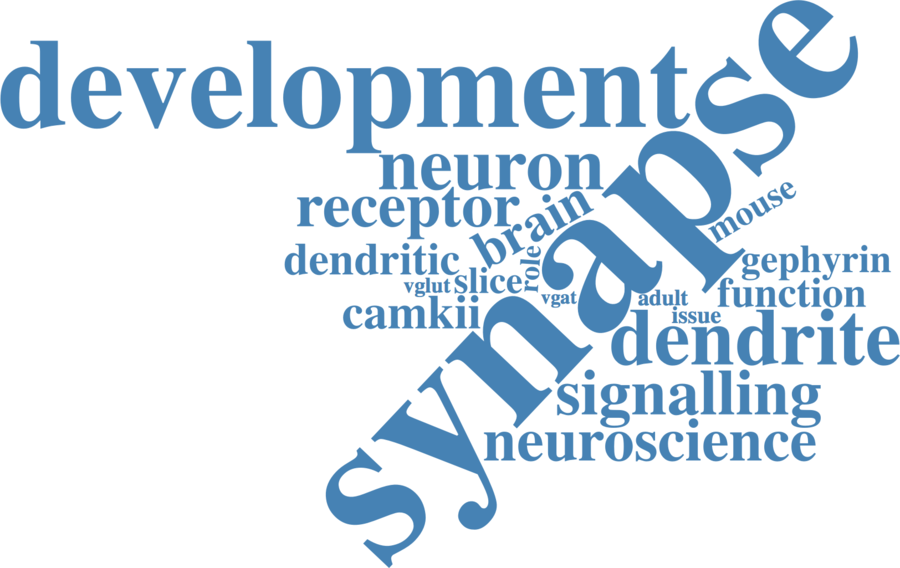 development
synapse
neuron
receptor
brain
mouse
dendritic
role
gephyrin
vglut
slice
vgat
adult
function
camkii
issue
dendrite
signalling
neuroscience